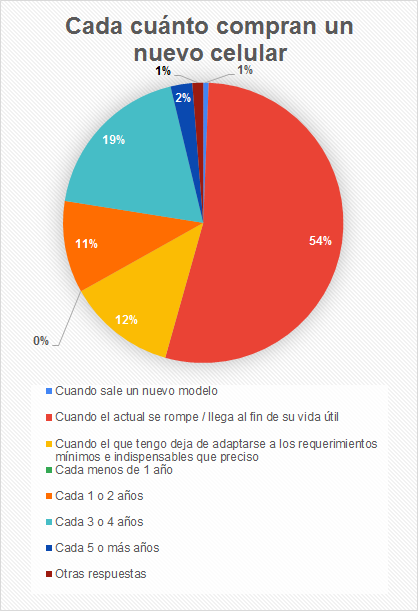 Cada cuánto compran un
nuevo celular
1%
1%
2%
19%
54%
11%
12%
0%
Cuando sale un nuevo modelo
Cuando el actual se rompe / llega al fin de su vida útil
Cuando el que tengo deja de adaptarse a los requerimientos
mínimos e indispensables que preciso
Cada menos de 1 año
Cada 1 o 2 años
Cada 3 o 4 años
Cada 5 o más años
Otras respuestas